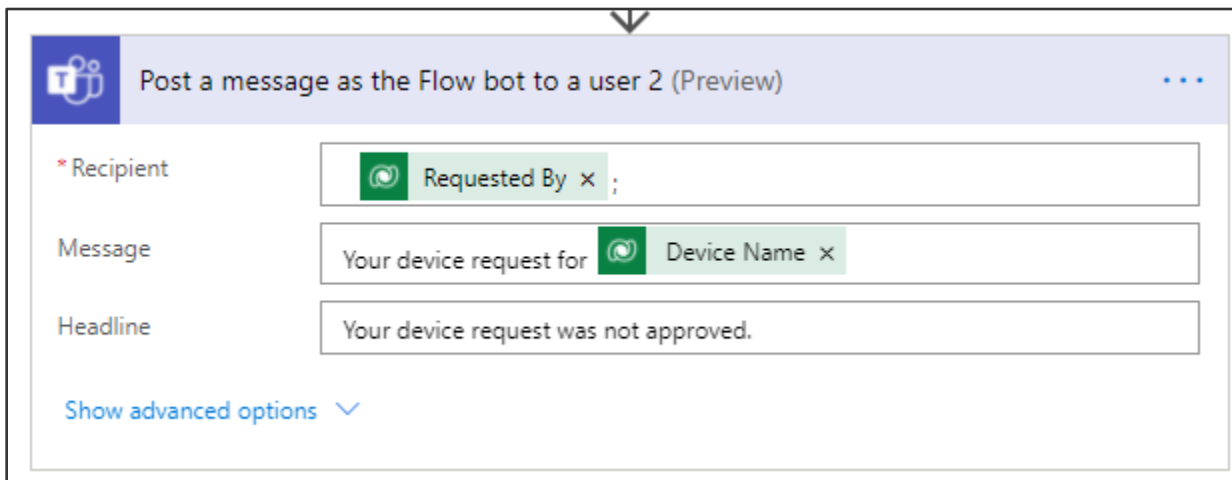 Post a message as the Flow bot to a user 2 (Preview) ...
* Recipient
Requested By × ;
Message
Your device request for Device Name ×
Headline
Your device request was not approved.
Show advanced options